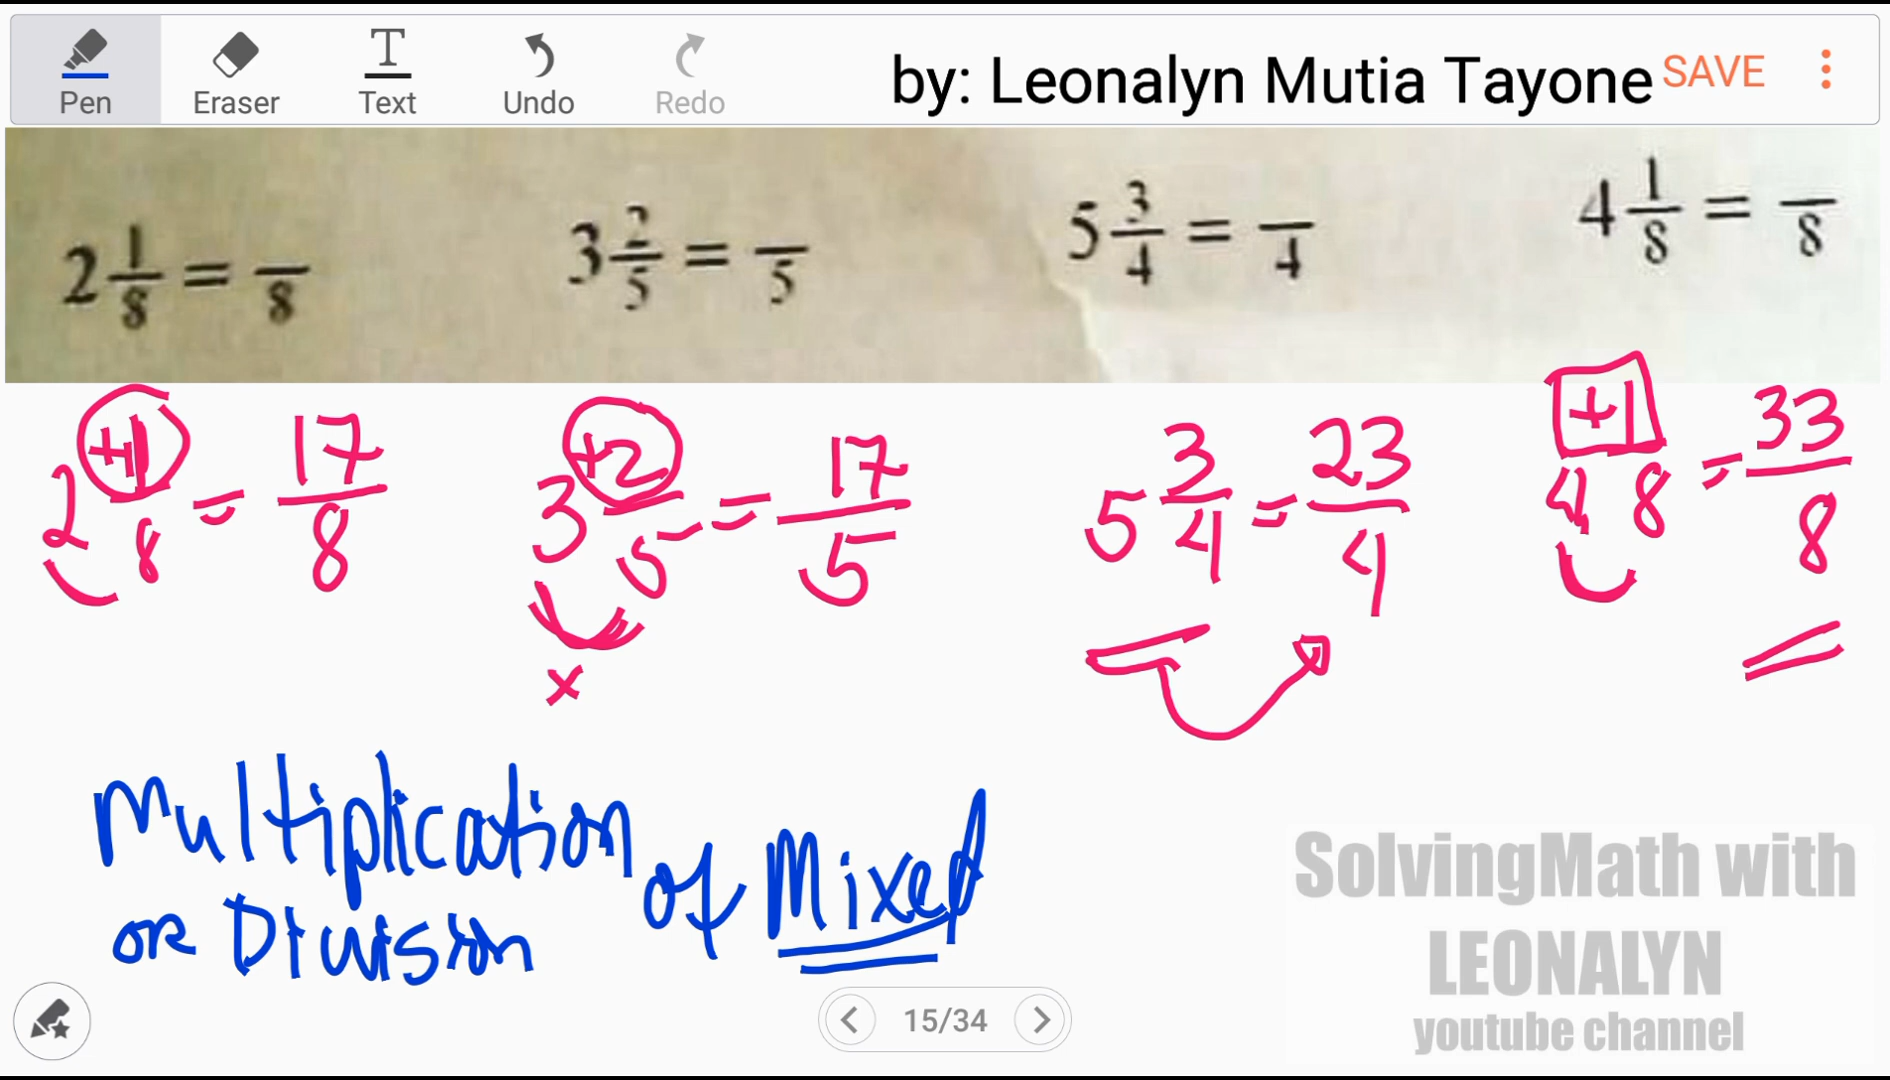 Pen Eraser Text Undo Redo by: Leonalyn Mutia Tayone SAVE
2 1/8 = /8 3 2/5 = /5 5 3/4 = /4 4 1/8 = /8
2 +1/8 = 17/8 3 +2/5 = 17/5 5 3/4 = 23/4 4 +1 8 = 33/8
x
Multiplication
or Division of Mixed
SolvingMath with
LEONALYN
youtube channel
15/34